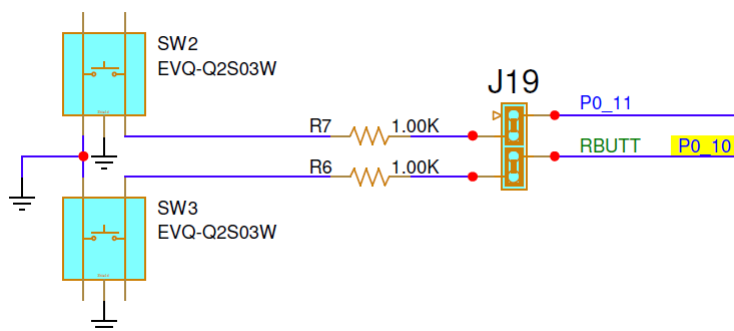 SW2
EVQ-Q2S03W
J19
P0_11
R7 1.00K
RBUTT P0_10
R6 1.00K
SW3
EVQ-Q2S03W